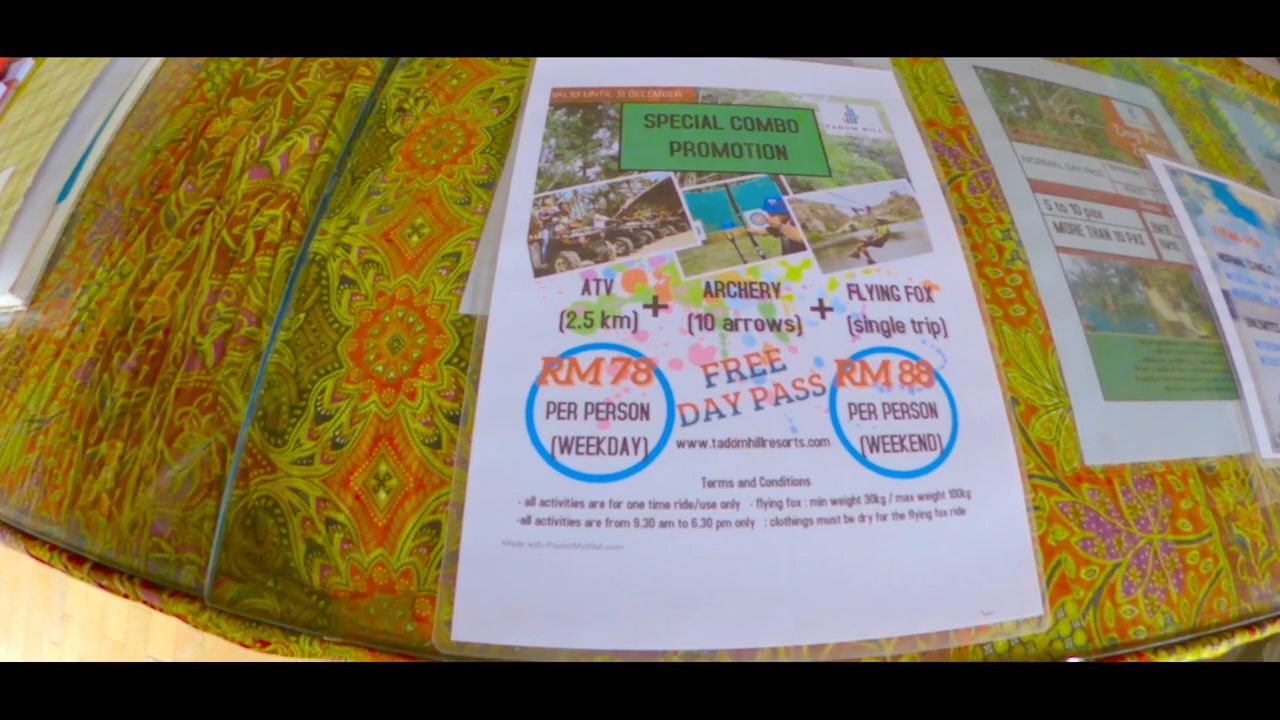 VALID UNTIL 31 DECEMBER
SPECIAL COMBO
PROMOTION
TADOM HILL
ATV
(2.5 km)
+
ARCHERY
(10 arrows)
+
FLYING FOX
(single trip)
RM 78
PER PERSON
(WEEKDAY)
FREE
DAY PASS
www.tadomhillresorts.com
RM 88
PER PERSON
(WEEKEND)
Terms and Conditions
- all activities are for one time ride/use only - flying fox : min weight 30kg / max weight 100kg
-all activities are from 9.30 am to 6.30 pm only : clothings must be dry for the flying fox ride
Made with PosterMyWall.com
NORMAL DAY PASS
5 to 10 pax
MORE THAN 10 PAX
FLYING FOX